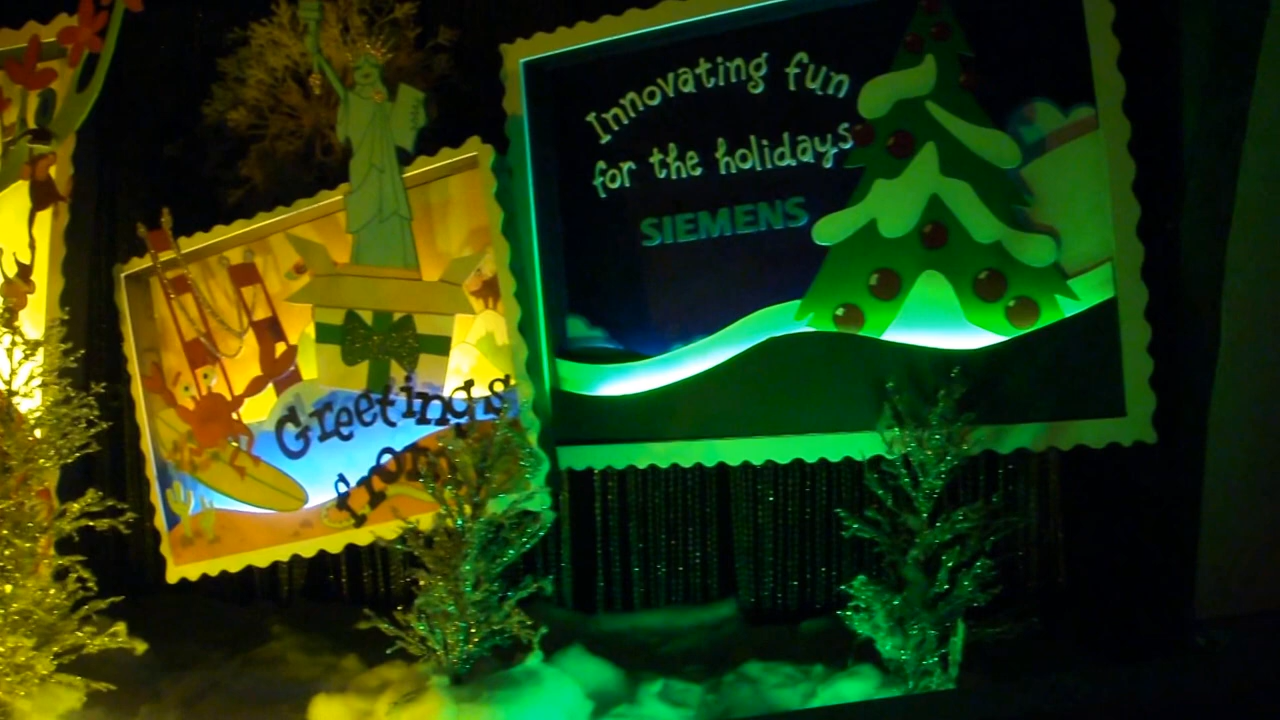 Innovating fun
for the holidays
SIEMENS
Greetings
from